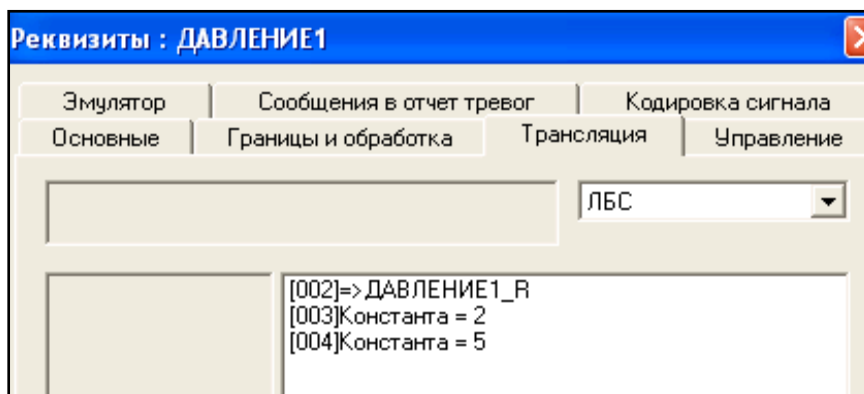 Реквизиты : ДАВЛЕНИЕ1
Эмулятор Сообщения в отчет тревог Кодировка сигнала
Основные Границы и обработка Трансляция Управление
ЛБС
[002]=>ДАВЛЕНИЕ1_R
[003]Константа = 2
[004]Константа = 5